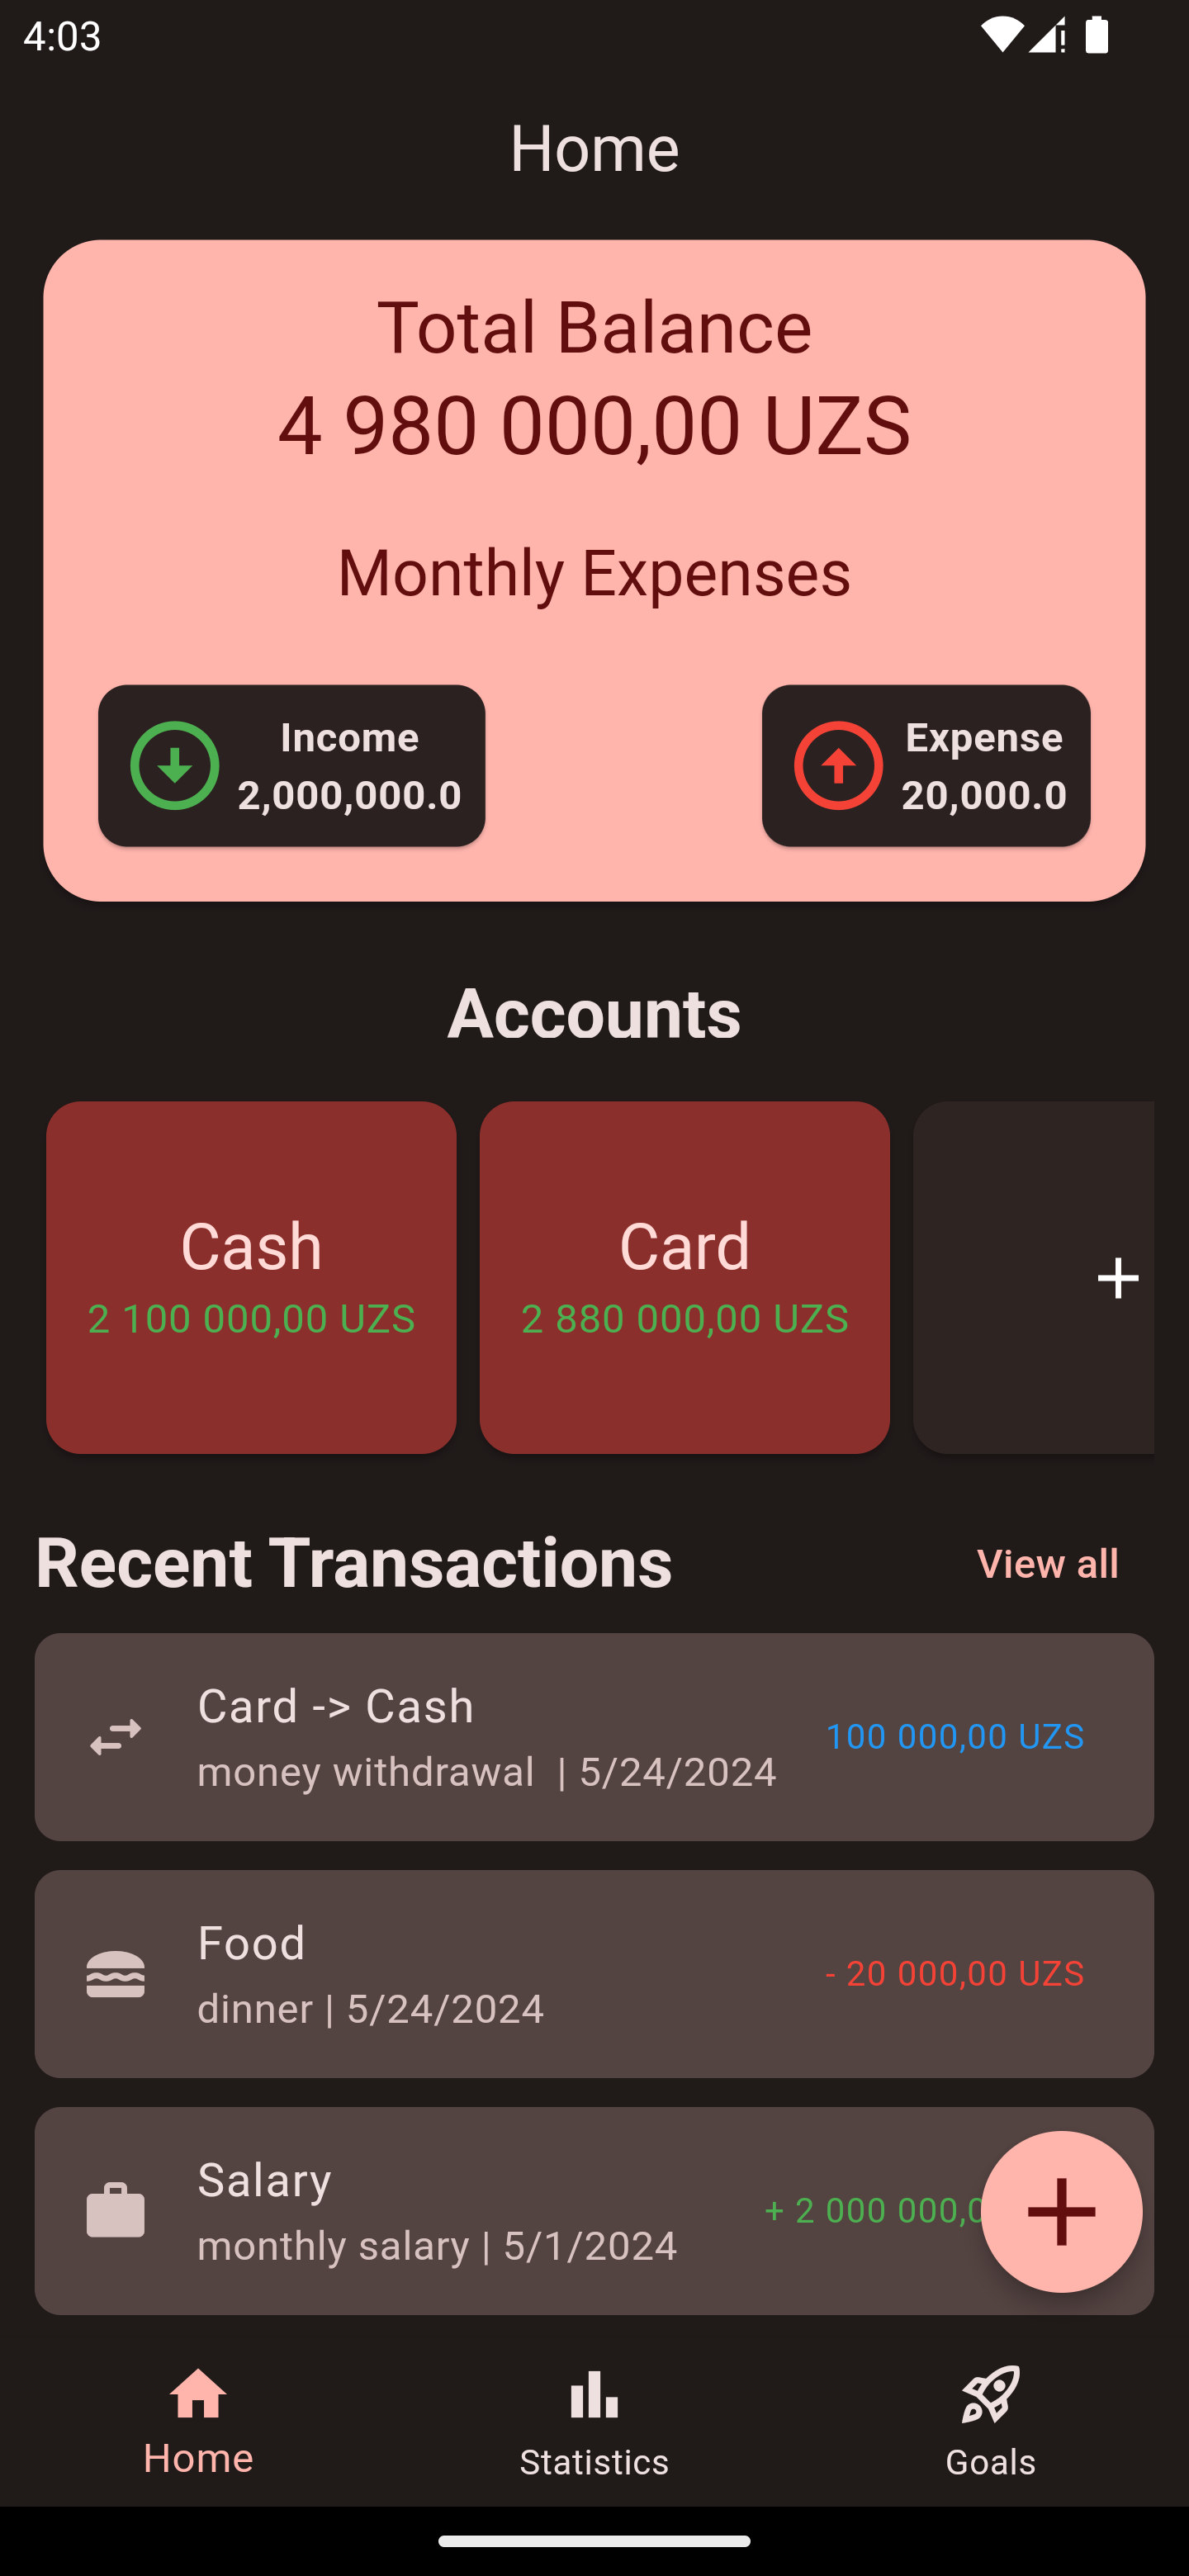 4:03
Home
Total Balance
4 980 000,00 UZS
Monthly Expenses
Income
2,000,000.0
Expense
20,000.0
Accounts
Cash
2 100 000,00 UZS
Card
2 880 000,00 UZS
+
Recent Transactions
View all
Card -> Cash
money withdrawal | 5/24/2024
100 000,00 UZS
Food
dinner | 5/24/2024
- 20 000,00 UZS
Salary
monthly salary | 5/1/2024
+ 2 000 000,0
Home
Statistics
Goals